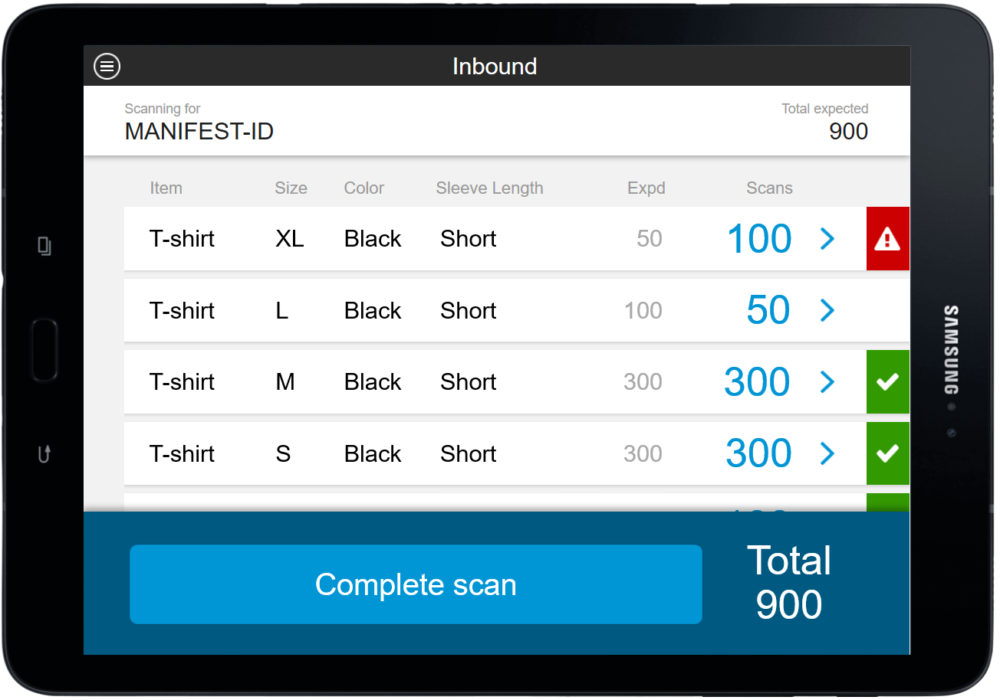 Inbound
Scanning for
Total expected
MANIFEST-ID
900
Item Size Color Sleeve Length Expd Scans
T-shirt XL Black Short 50 100
T-shirt L Black Short 100 50
T-shirt M Black Short 300 300
T-shirt S Black Short 300 300
Complete scan
Total
900
SAMSUNG